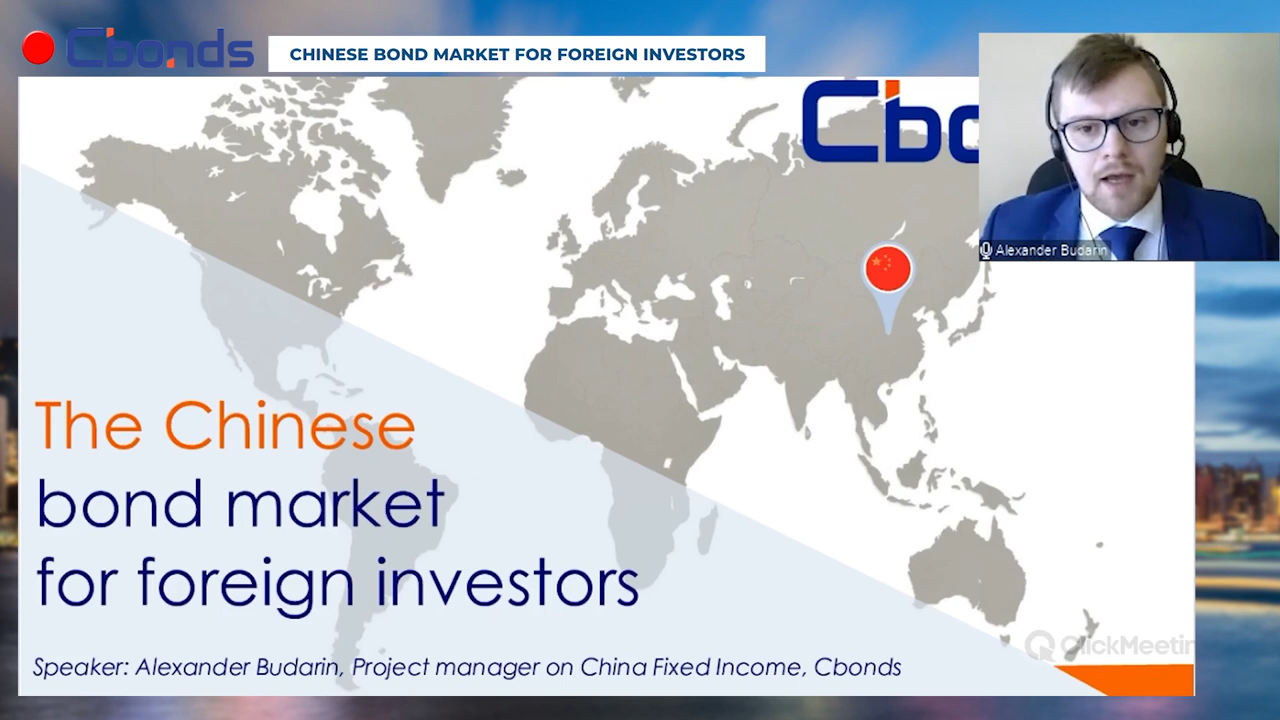 Cbonds
CHINESE BOND MARKET FOR FOREIGN INVESTORS
Cbo
Alexander Budarin
The Chinese
bond market
for foreign investors
ClickMeetin
Speaker: Alexander Budarin, Project manager on China Fixed Income, Cbonds